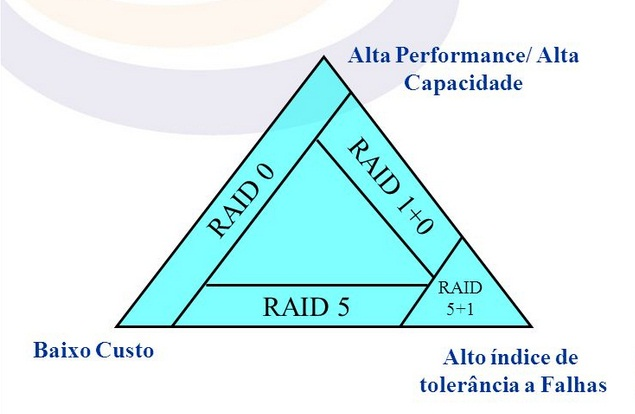 Alta Performance/ Alta
Capacidade
RAID 0
RAID 1+0
RAID 5
RAID
5+1
Baixo Custo
Alto índice de
tolerância a Falhas